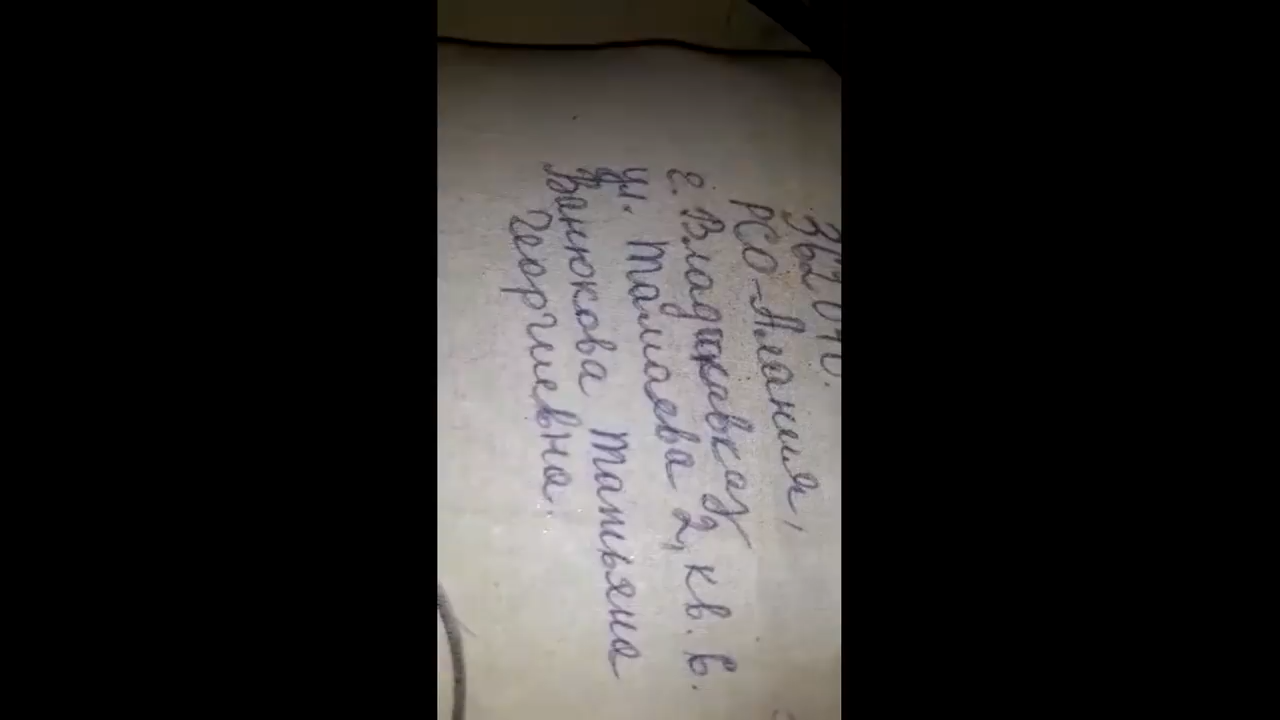 362040.
РСО-Алания,
г. Владикавказ
ул. Тамаева 2, кв. 6.
Ванюкова Татьяна
Георгиевна.